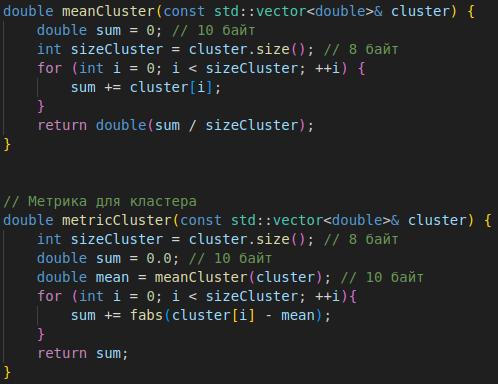 double meanCluster(const std::vector<double>& cluster) {
    double sum = 0; // 10 байт
    int sizeCluster = cluster.size(); // 8 байт
    for (int i = 0; i < sizeCluster; ++i) {
        sum += cluster[i];
    }
    return double(sum / sizeCluster);
}
// Метрика для кластера
double metricCluster(const std::vector<double>& cluster) {
    int sizeCluster = cluster.size(); // 8 байт
    double sum = 0.0; // 10 байт
    double mean = meanCluster(cluster); // 10 байт
    for (int i = 0; i < sizeCluster; ++i){
        sum += fabs(cluster[i] - mean);
    }
    return sum;
}